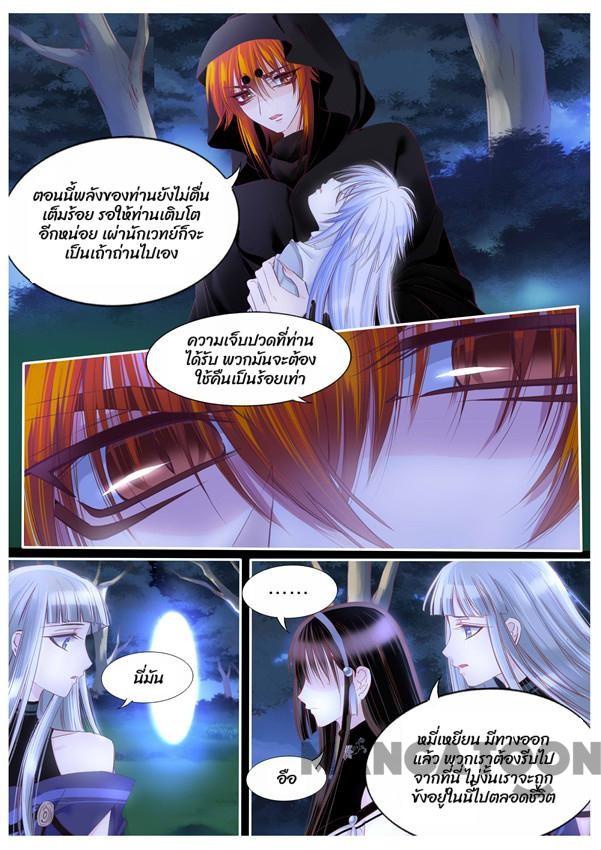 ตอนนี้พลังของท่านยังไม่ตื่น
เต็มร้อย รอให้ท่านเติบโต
อีกหน่อย เผ่านักเวทย์ก็จะ
เป็นเถ้าถ่านไปเอง
ความเจ็บปวดที่ท่าน
ได้รับ พวกมันจะต้อง
ใช้คืนเป็นร้อยเท่า
นี่มัน
......
หมี่เหยียน มีทางออก
แล้ว พวกเราต้องรีบไป
จากที่นี่ ไม่งั้นเราจะถูก
ขังอยู่ในนี้ไปตลอดชีวิต
อือ
MANGATOON